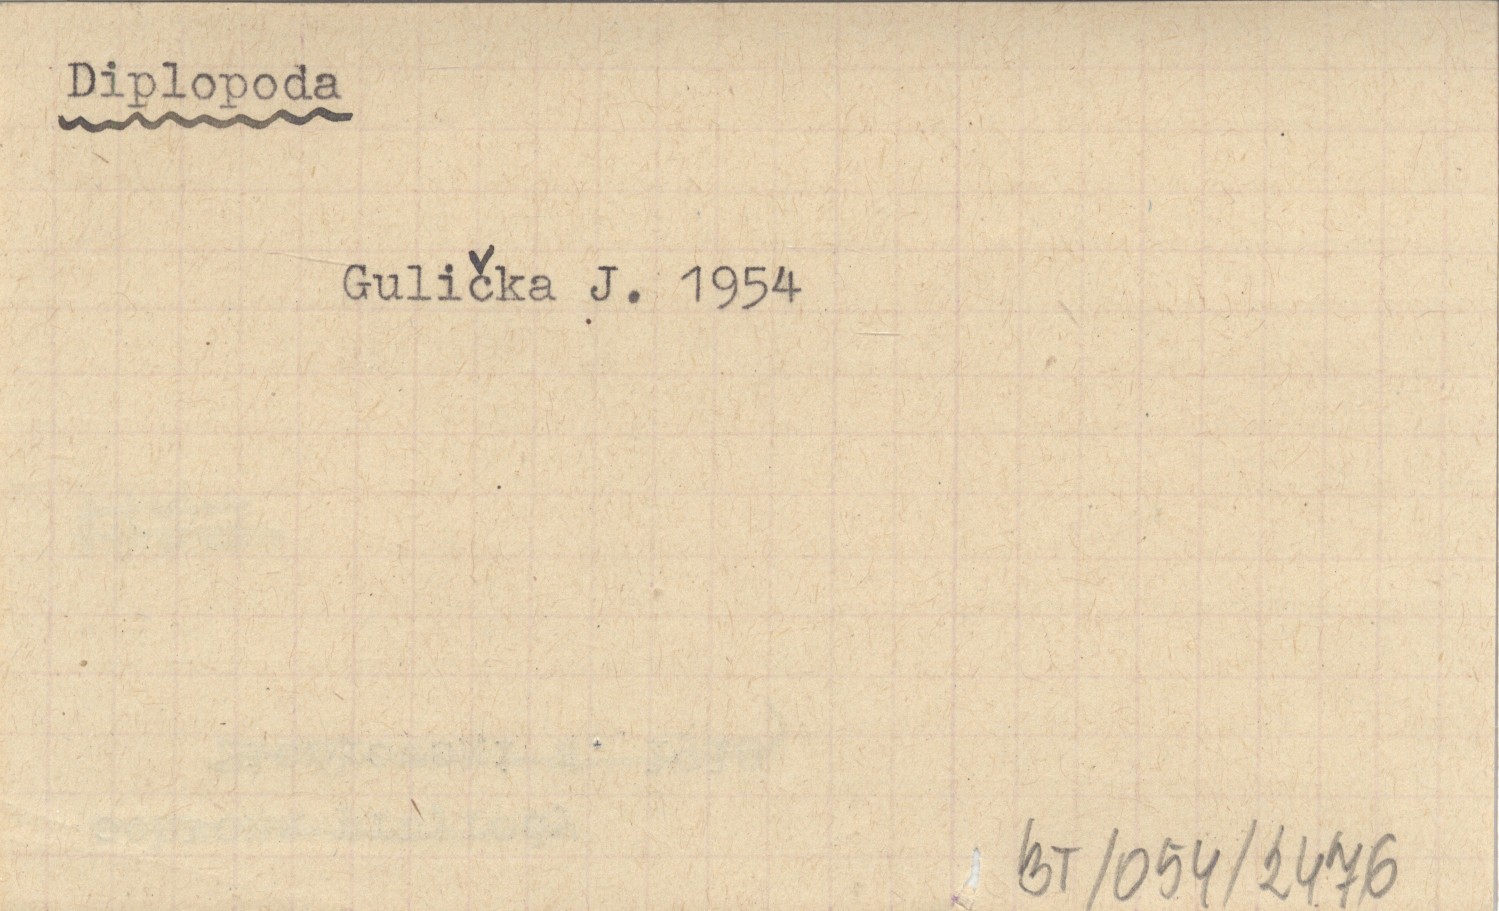 Diplopoda
Gulička J. 1954
BT/054/2476